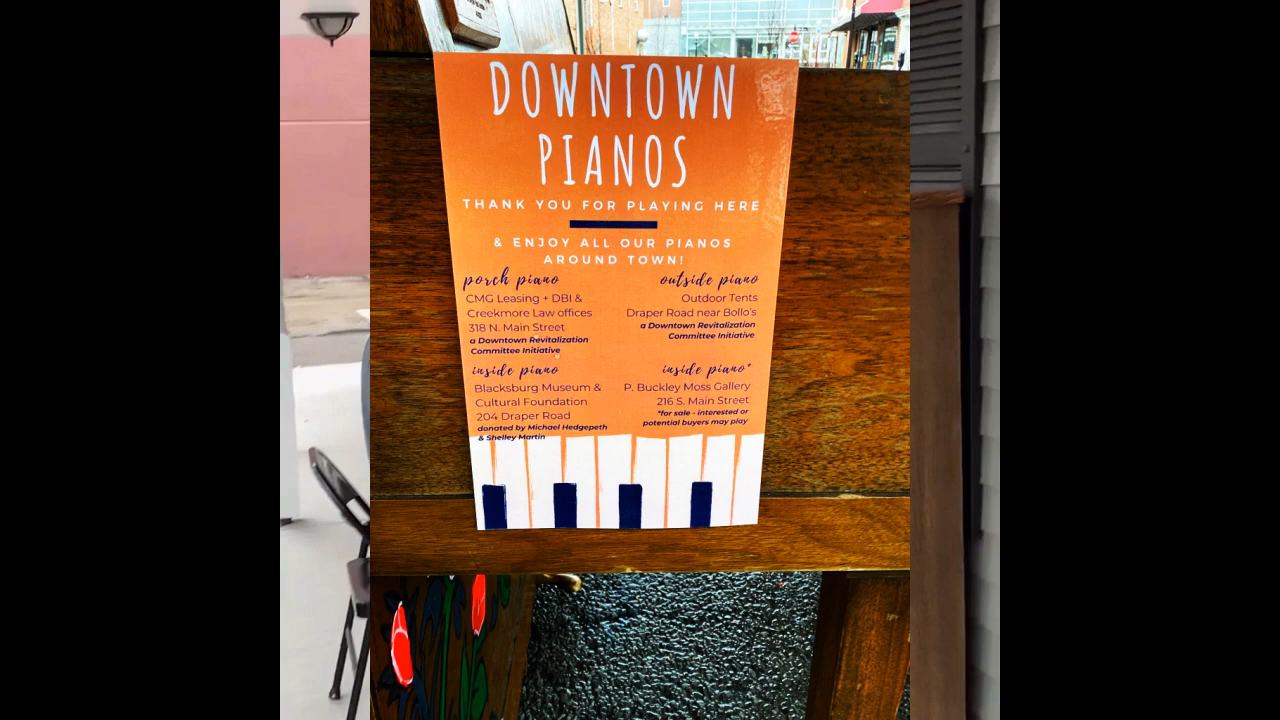 DOWNTOWN
PIANOS
THANK YOU FOR PLAYING HERE
& ENJOY ALL OUR PIANOS
AROUND TOWN!
porch piano
CMG Leasing + DBI &
Creekmore Law offices
318 N. Main Street
a Downtown Revitalization
Committee Initiative
outside piano
Outdoor Tents
Draper Road near Bollo's
a Downtown Revitalization
Committee Initiative
inside piano
Blacksburg Museum &
Cultural Foundation
204 Draper Road
donated by Michael Hedgepeth
& Shelley Martin
inside piano*
P. Buckley Moss Gallery
216 S. Main Street
*for sale - interested or
potential buyers may play